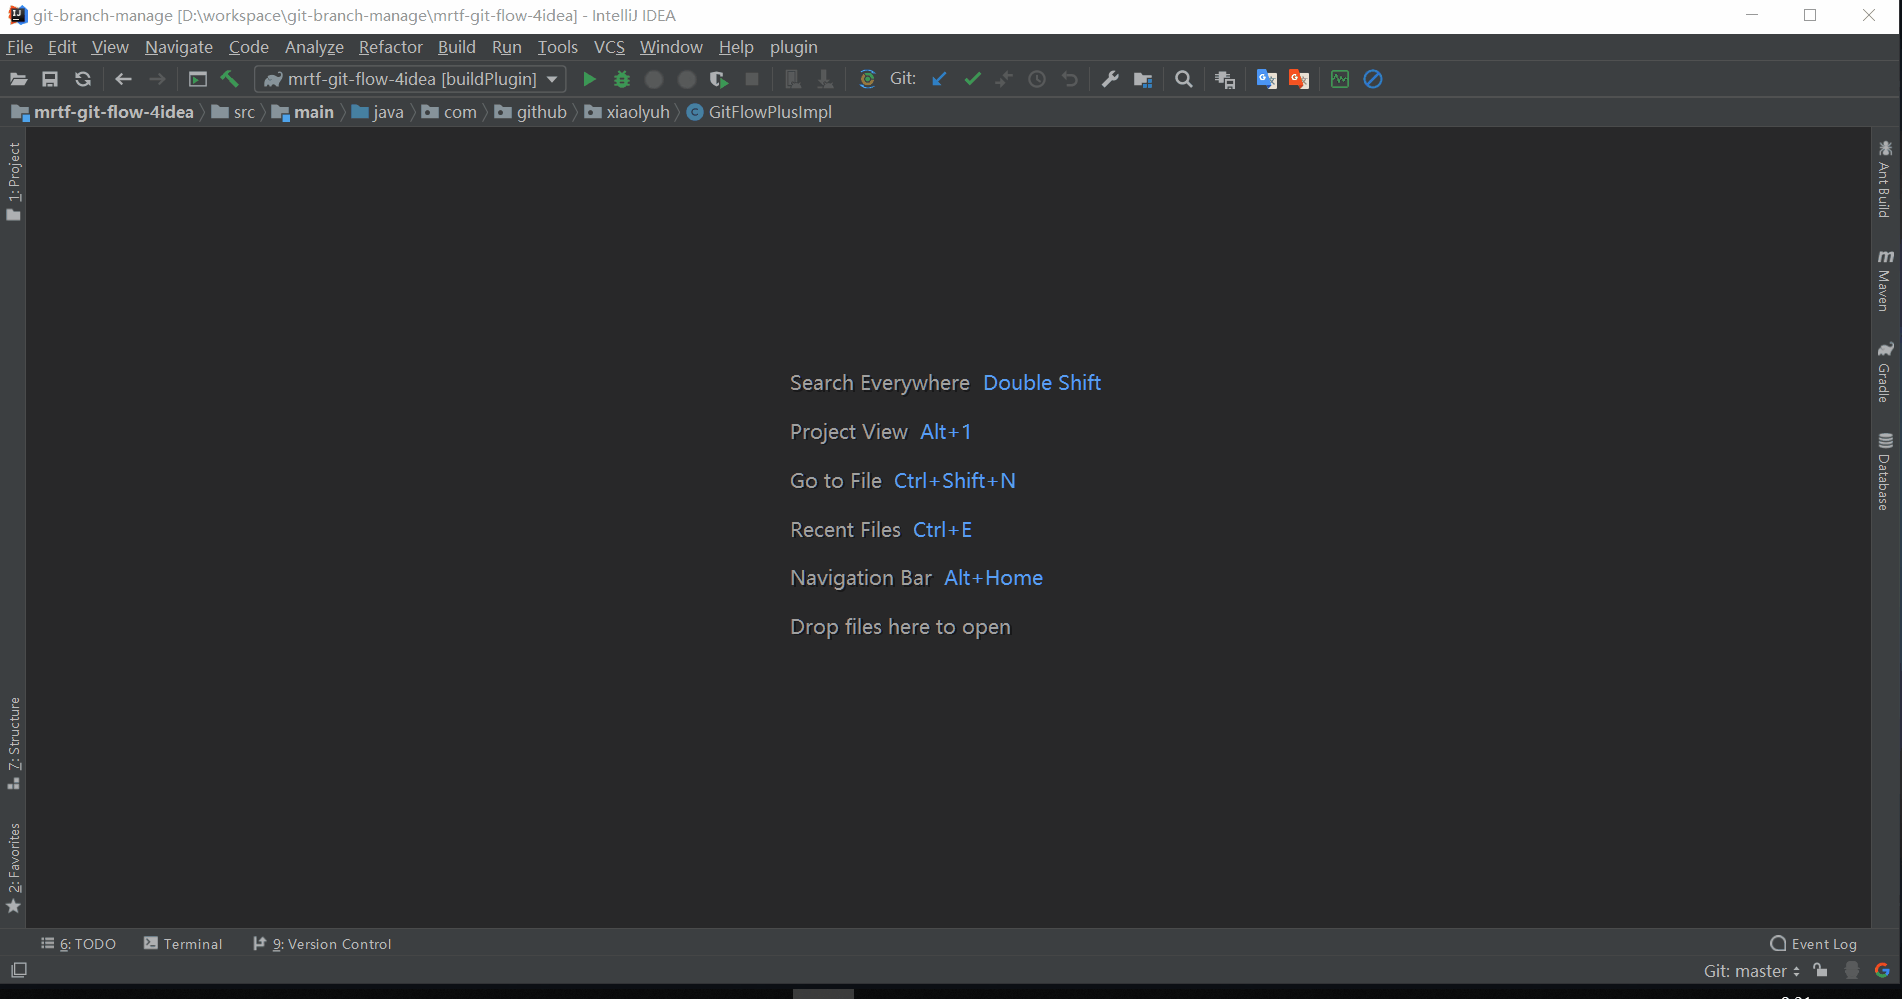 git-branch-manage [D:\workspace\git-branch-manage\mrtf-git-flow-4idea] - IntelliJ IDEA
File Edit View Navigate Code Analyze Refactor Build Run Tools VCS Window Help plugin
mrtf-git-flow-4idea [buildPlugin] Git:
mrtf-git-flow-4idea src main java com github xiaolyuh GitFlowPlusImpl
1: Project
Ant Build
Maven
Gradle
Database
Search Everywhere Double Shift
Project View Alt+1
Go to File Ctrl+Shift+N
Recent Files Ctrl+E
Navigation Bar Alt+Home
Drop files here to open
7: Structure
2: Favorites
6: TODO Terminal 9: Version Control Event Log
Git: master